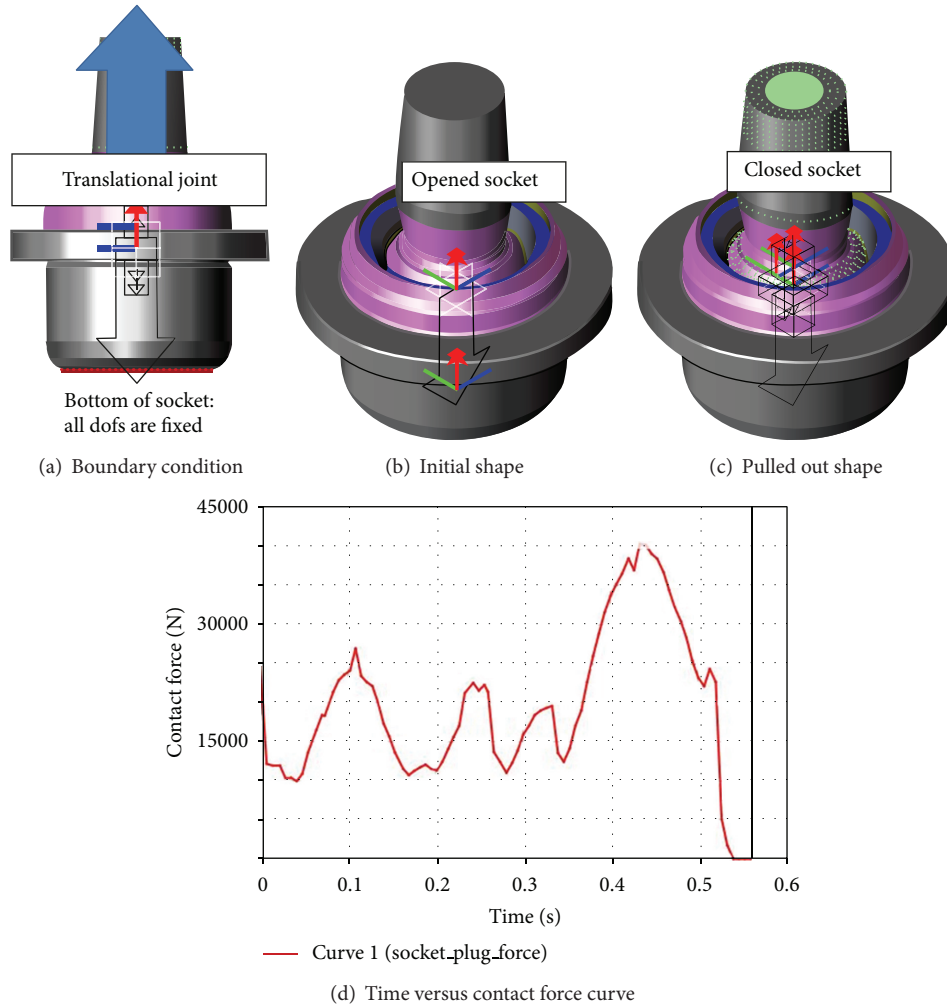 Translational joint
Opened socket
Closed socket
Bottom of socket:
all dofs are fixed
(a) Boundary condition
(b) Initial shape
(c) Pulled out shape
45000
30000
15000
Contact force (N)
0
0.1
0.2
0.3
0.4
0.5
0.6
Time (s)
Curve 1 (socket_plug_force)
(d) Time versus contact force curve